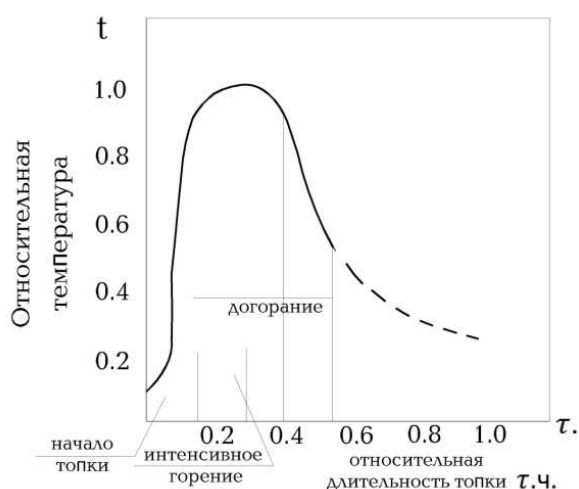 t
Относительная
температура
1.0
0.8
0.6
0.4
0.2
догорание
0.2 0.4 0.6 0.8 1.0 τ.
начало
топки
интенсивное
горение
относительная
длительность топки τ.ч.